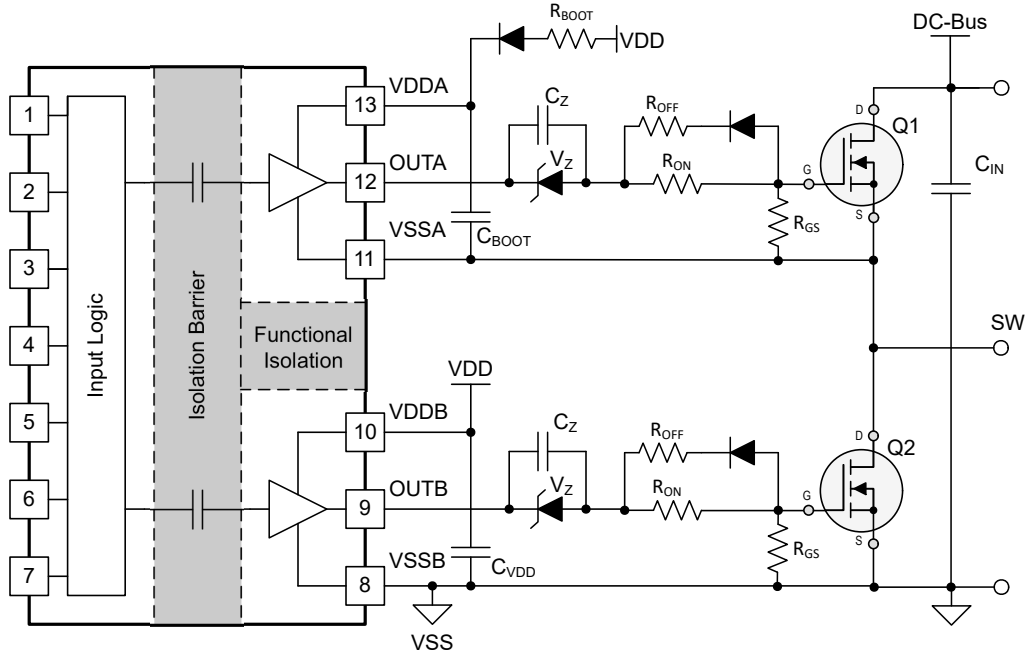 R_BOOT
VDD
DC-Bus
VDDA
13
1
C_Z
R_OFF
D
Q1
OUTA
12
V_Z
R_ON
G
C_IN
2
VSSA
C_BOOT
R_GS
S
11
3
Input Logic
Isolation Barrier
Functional
Isolation
SW
4
VDD
VDDB
10
5
C_Z
R_OFF
D
Q2
OUTB
9
V_Z
R_ON
G
6
VSSB
C_VDD
R_GS
S
8
7
VSS